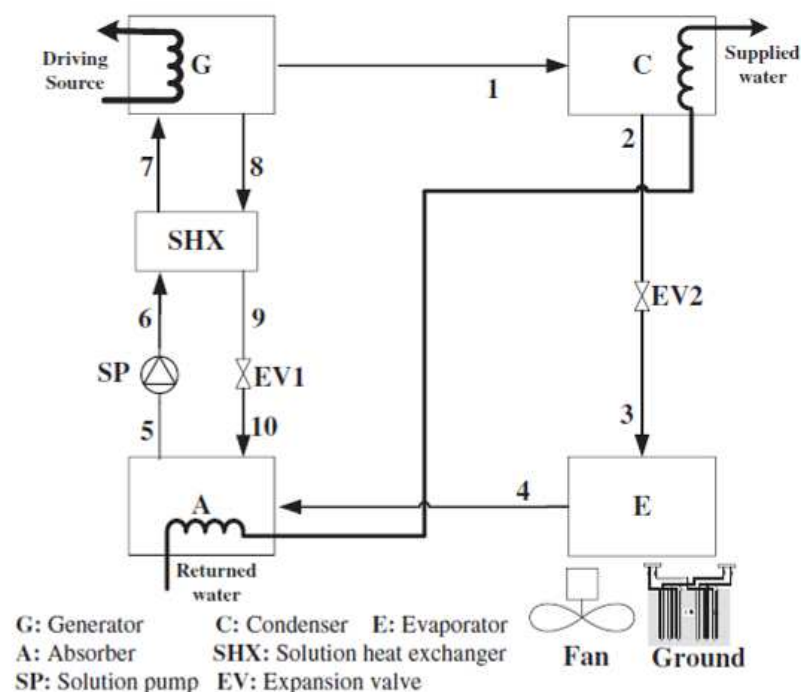 Driving
Source
G
1
C
Supplied
water
2
7
8
SHX
6
9
EV2
SP
EV1
5
10
3
A
4
E
Returned
water
G: Generator C: Condenser E: Evaporator
A: Absorber SHX: Solution heat exchanger
SP: Solution pump EV: Expansion valve
Fan Ground